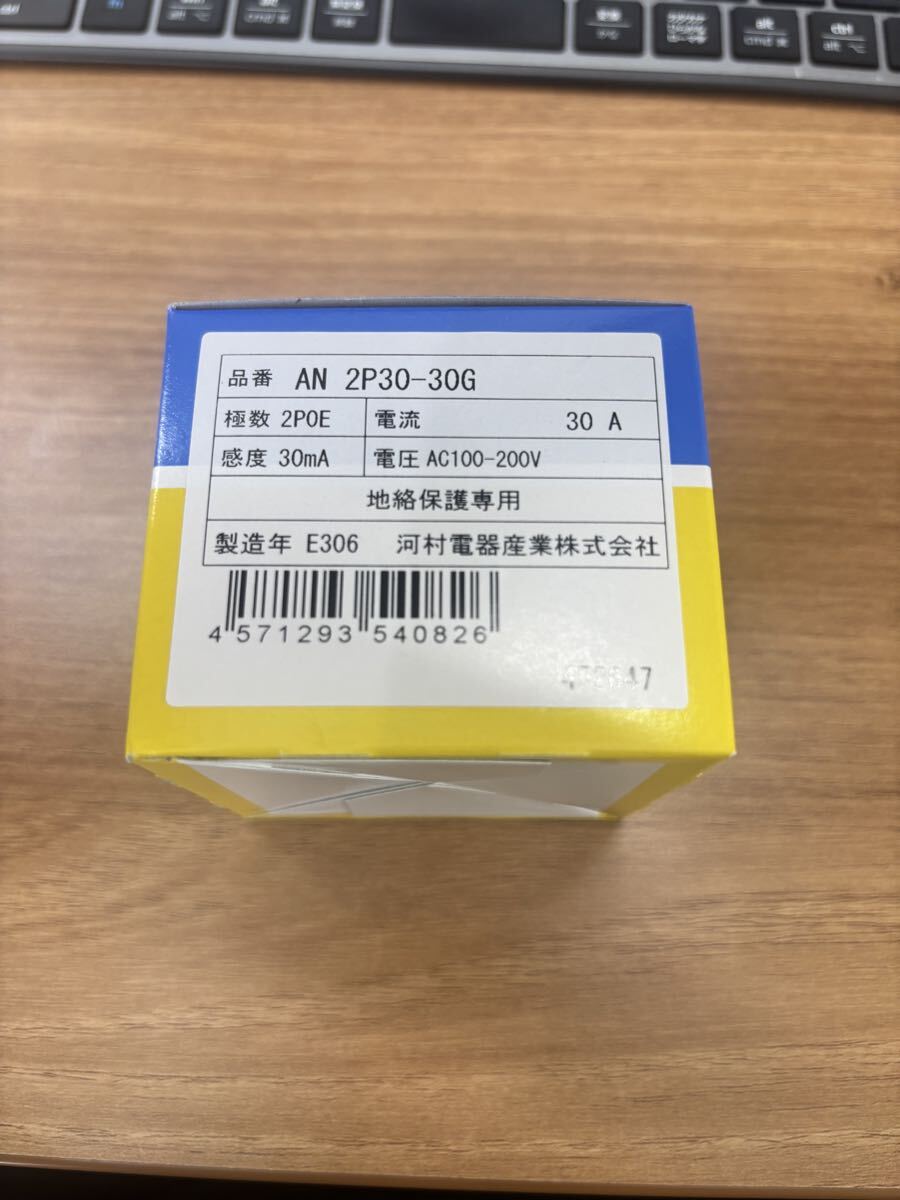 品番 AN 2P30-30G
極数 2P0E 電流 30 A
感度 30mA 電圧 AC100-200V
地絡保護専用
製造年 E306 河村電器産業株式会社
4 571293 540826